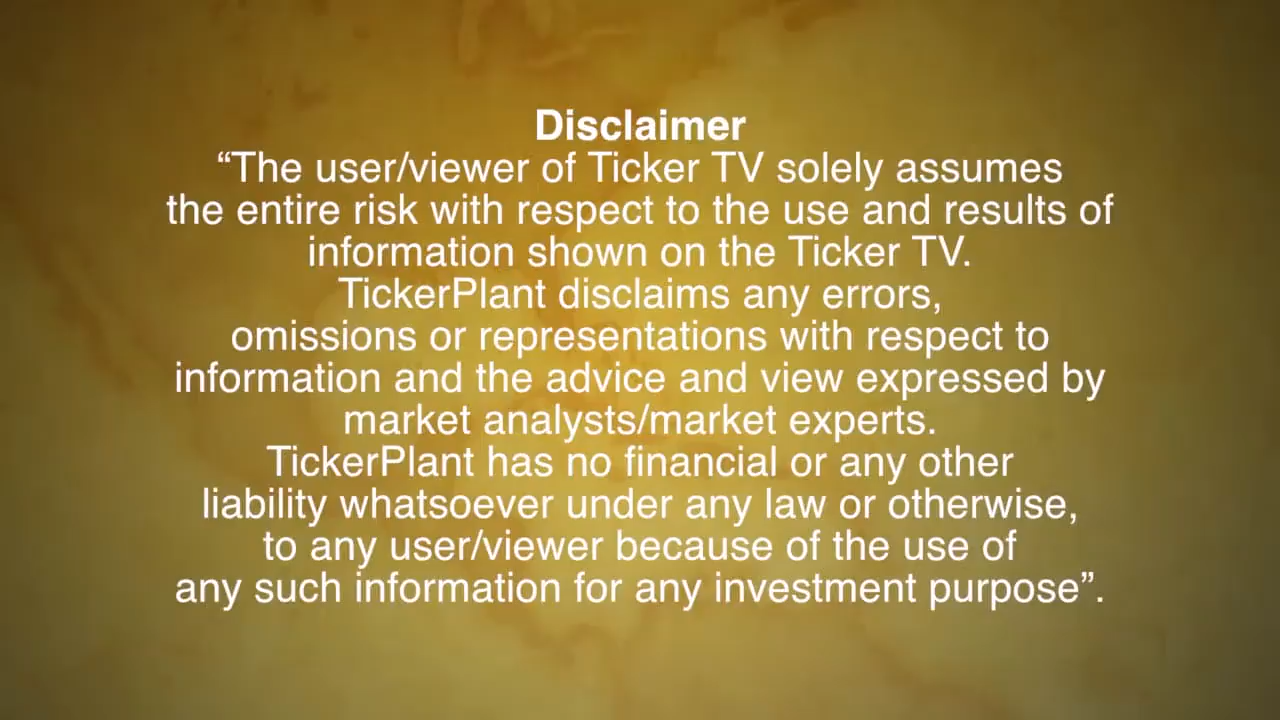 Disclaimer
“The user/viewer of Ticker TV solely assumes
the entire risk with respect to the use and results of
information shown on the Ticker TV.
TickerPlant disclaims any errors,
omissions or representations with respect to
information and the advice and view expressed by
market analysts/market experts.
TickerPlant has no financial or any other
liability whatsoever under any law or otherwise,
to any user/viewer because of the use of
any such information for any investment purpose”.